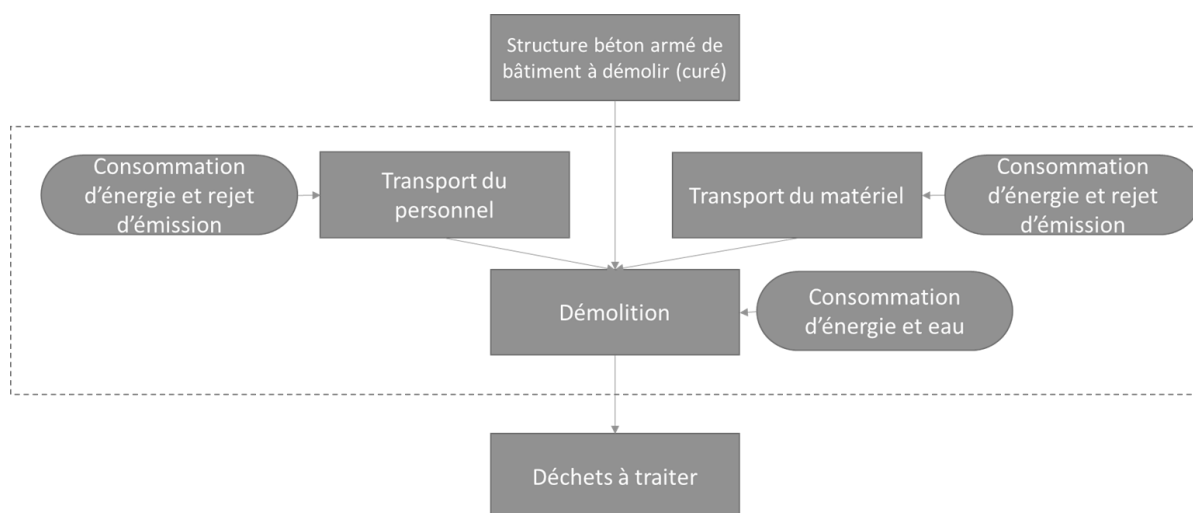 Structure béton armé de
bâtiment à démolir (curé)
Consommation
d’énergie et rejet
d’émission
Transport du
personnel
Transport du matériel
Consommation
d’énergie et rejet
d’émission
Démolition
Consommation
d’énergie et eau
Déchets à traiter